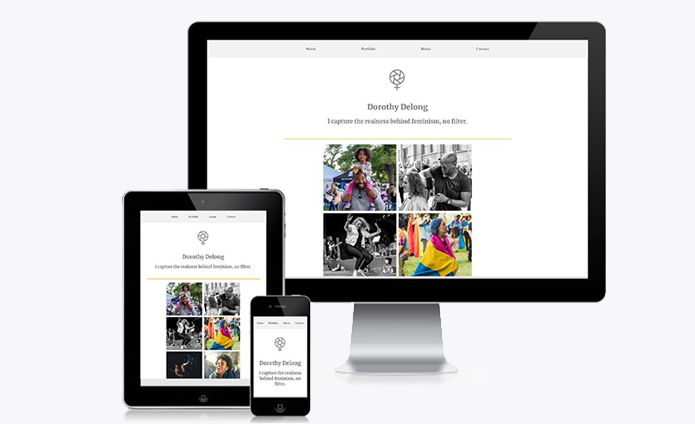 Home Portfolio About Contact
Dorothy Delong
I capture the realness behind feminism, no filter.
Home Portfolio About Contact
Dorothy Delong
I capture the realness behind feminism, no filter.
Home Portfolio About Contact
Dorothy Delong
I capture the realness
behind feminism, no
filter.